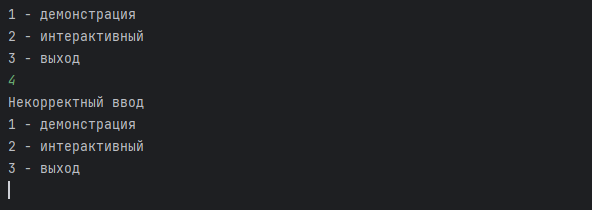 1 - демонстрация
2 - интерактивный
3 - выход
4
Некорректный ввод
1 - демонстрация
2 - интерактивный
3 - выход